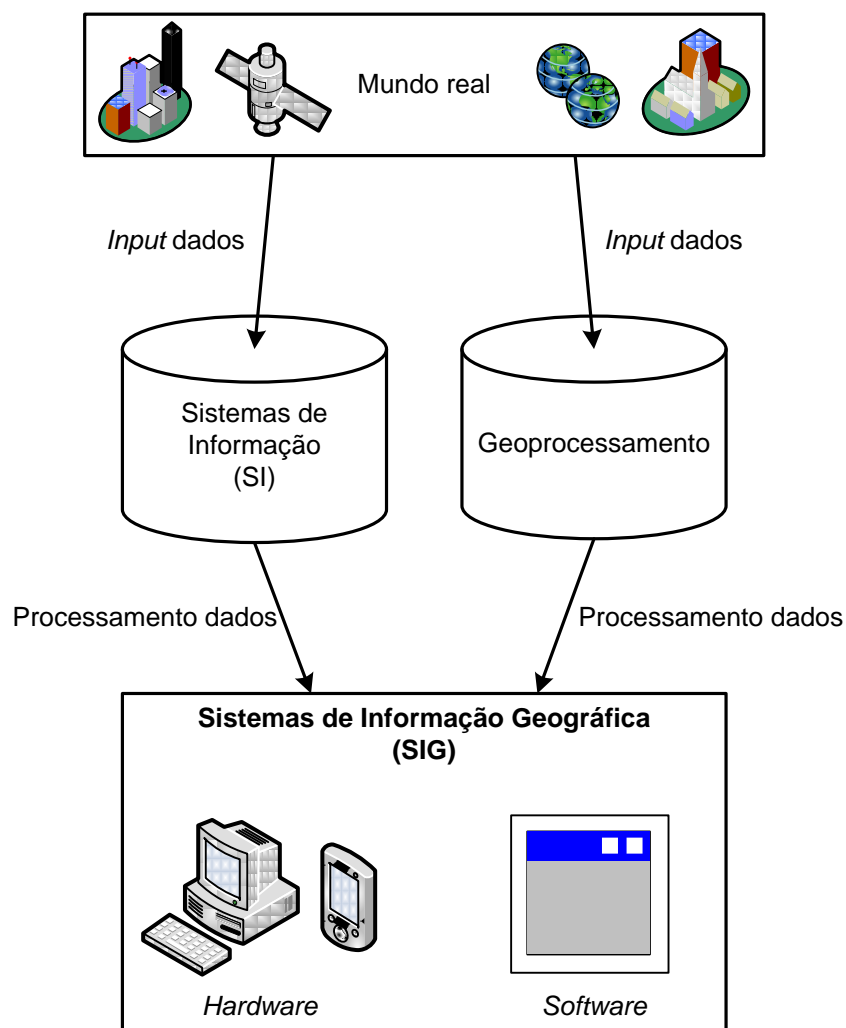 Mundo real
Input dados
Input dados
Sistemas de
Informação
(SI)
Geoprocessamento
Processamento dados
Processamento dados
Sistemas de Informação Geográfica
(SIG)
Hardware
Software